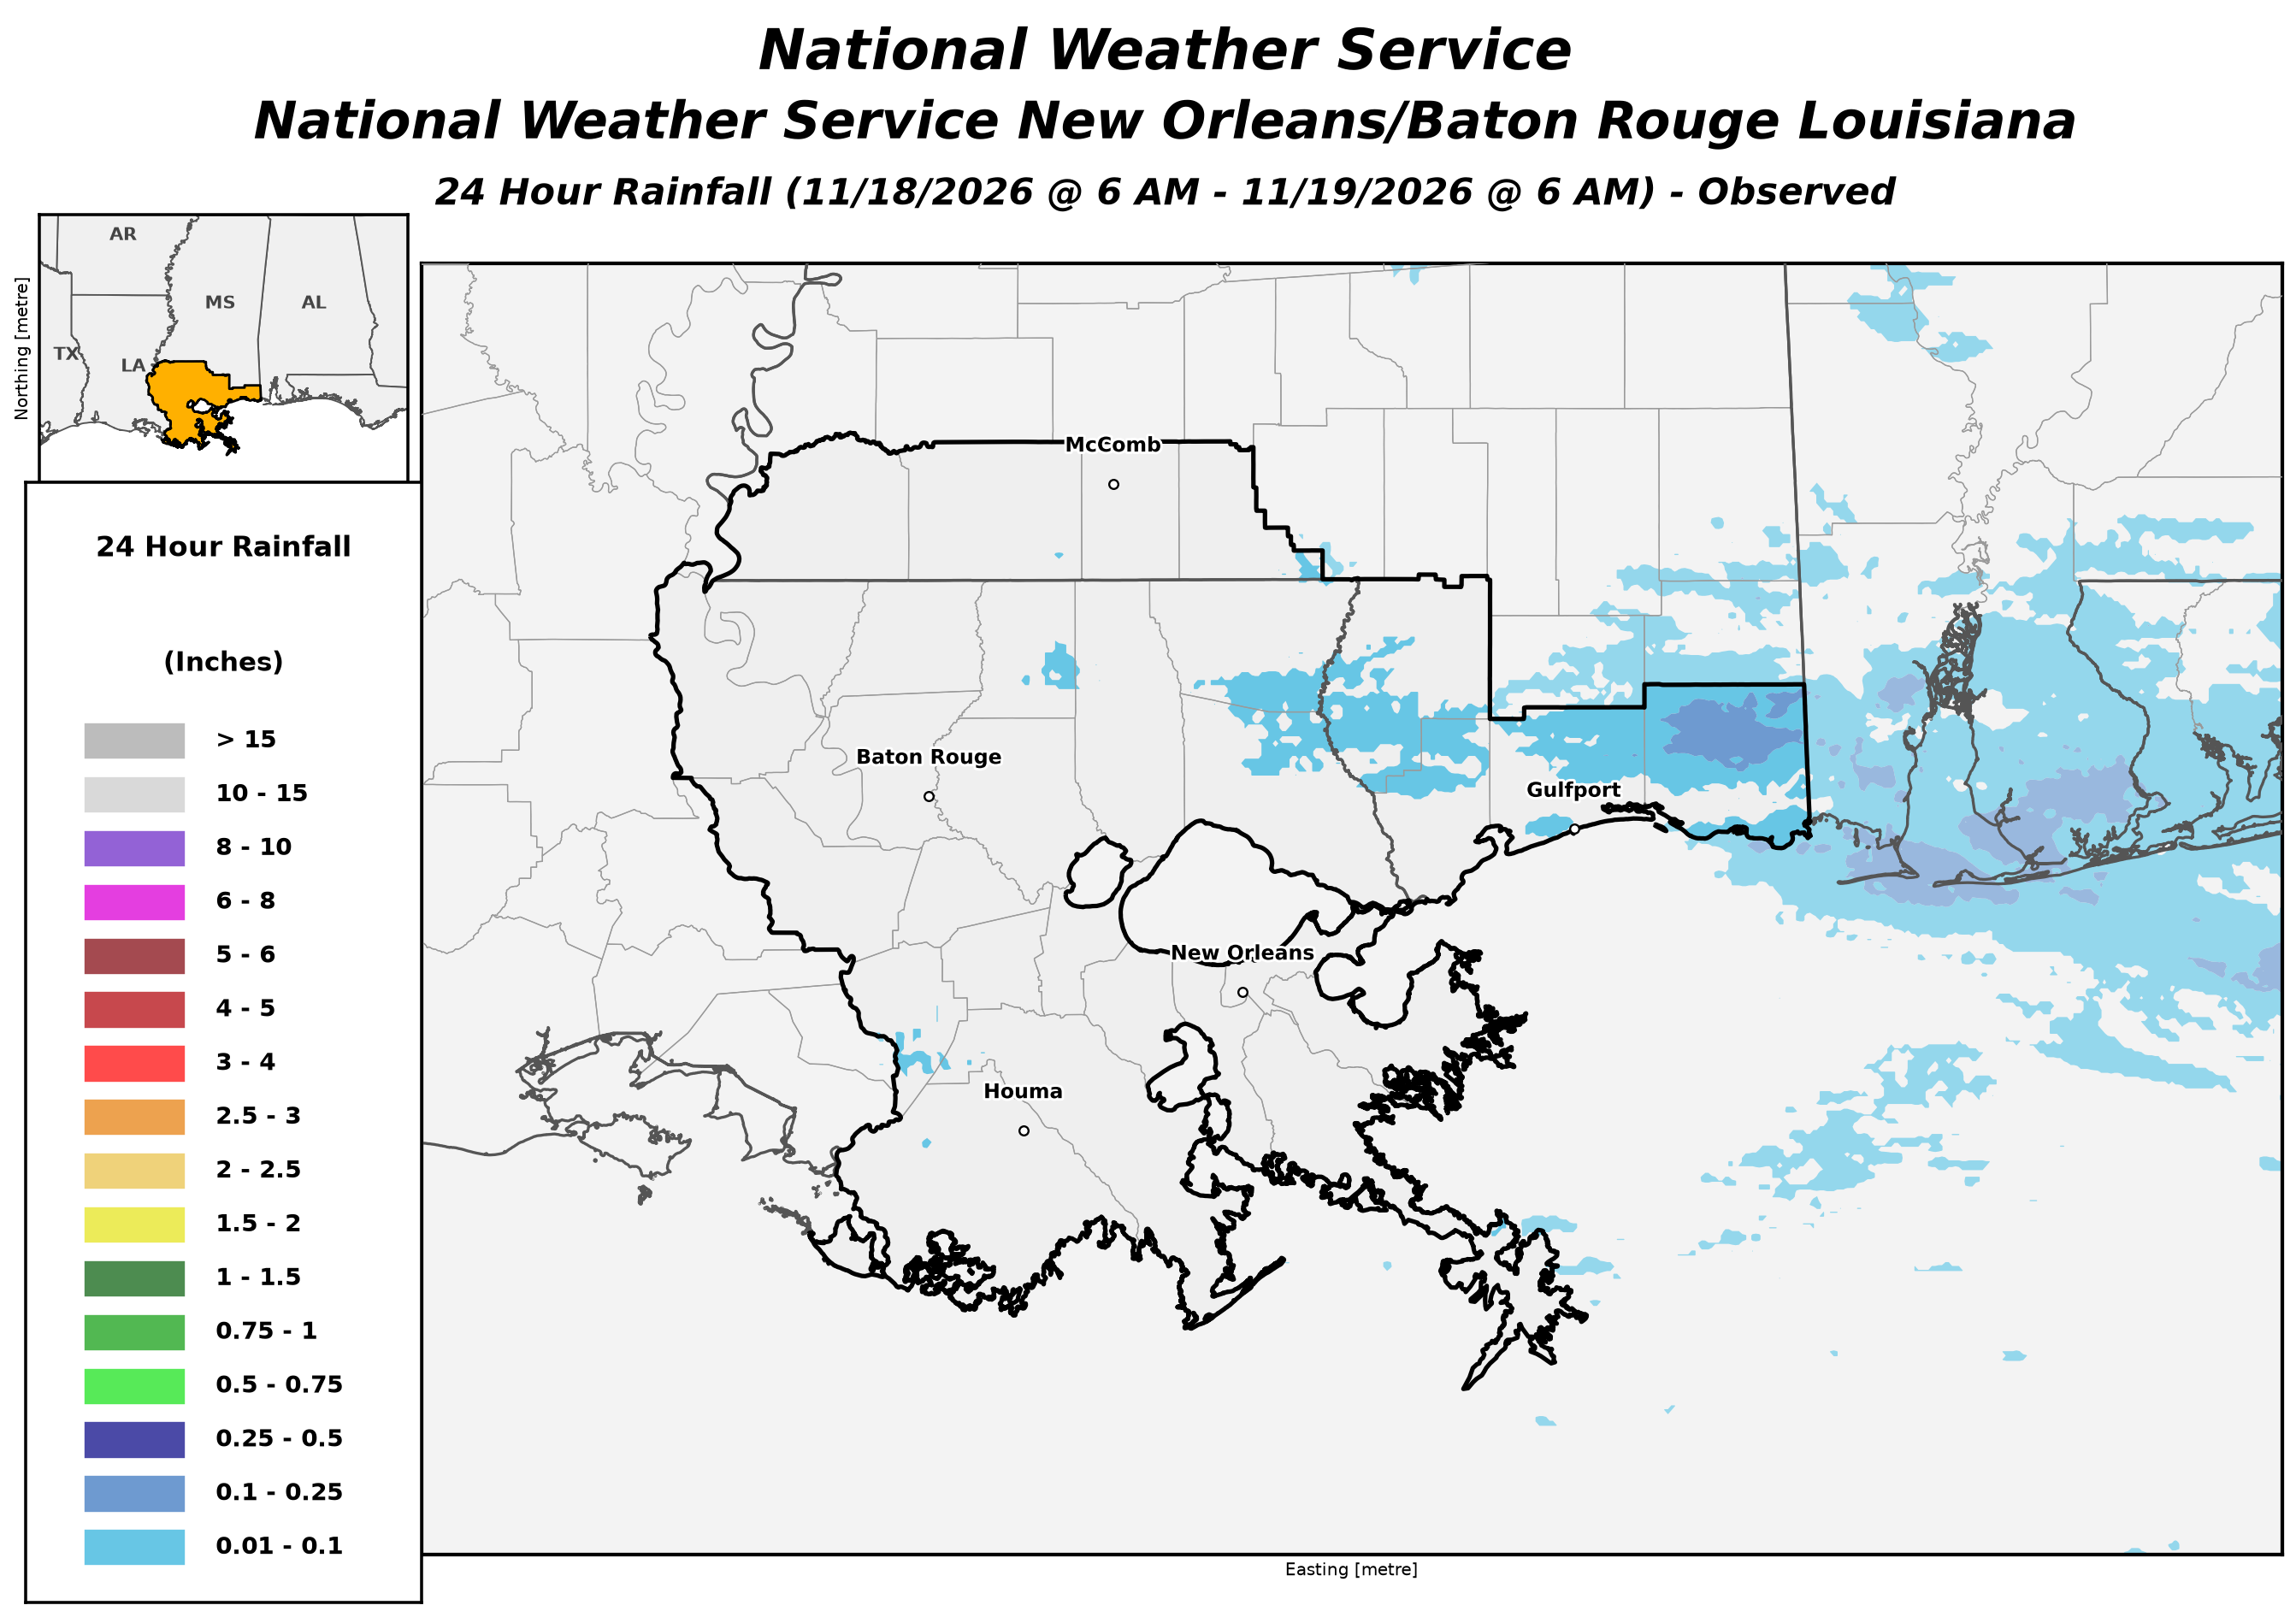 National Weather Service
National Weather Service New Orleans/Baton Rouge Louisiana
24 Hour Rainfall (11/18/2026 @ 6 AM - 11/19/2026 @ 6 AM) - Observed
Northing [metre]
AR
MS
AL
TX
LA
24 Hour Rainfall
(Inches)
> 15
10 - 15
8 - 10
6 - 8
5 - 6
4 - 5
3 - 4
2.5 - 3
2 - 2.5
1.5 - 2
1 - 1.5
0.75 - 1
0.5 - 0.75
0.25 - 0.5
0.1 - 0.25
0.01 - 0.1
McComb
Baton Rouge
Gulfport
New Orleans
Houma
Easting [metre]